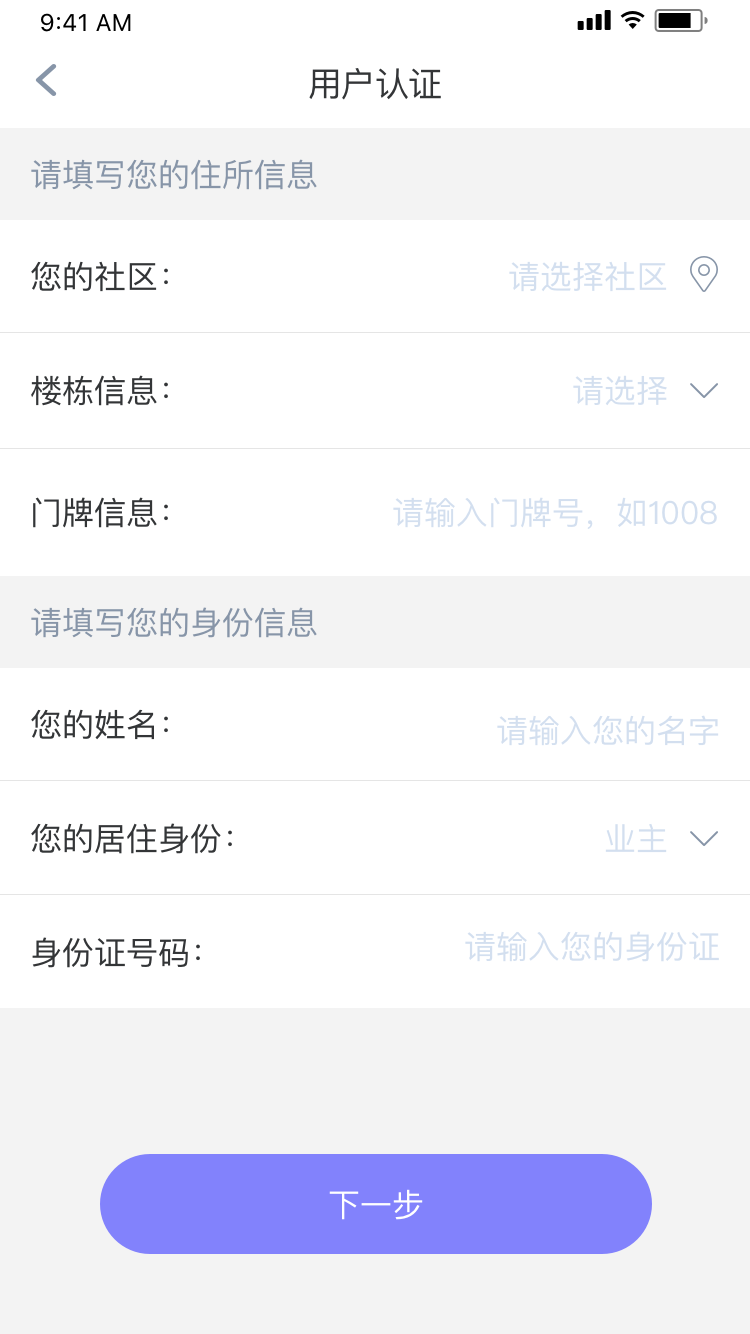 9:41 AM
用户认证
请填写您的住所信息
您的社区： 请选择社区
楼栋信息： 请选择
门牌信息： 请输入门牌号，如1008
请填写您的身份信息
您的姓名： 请输入您的名字
您的居住身份： 业主
身份证号码： 请输入您的身份证
下一步